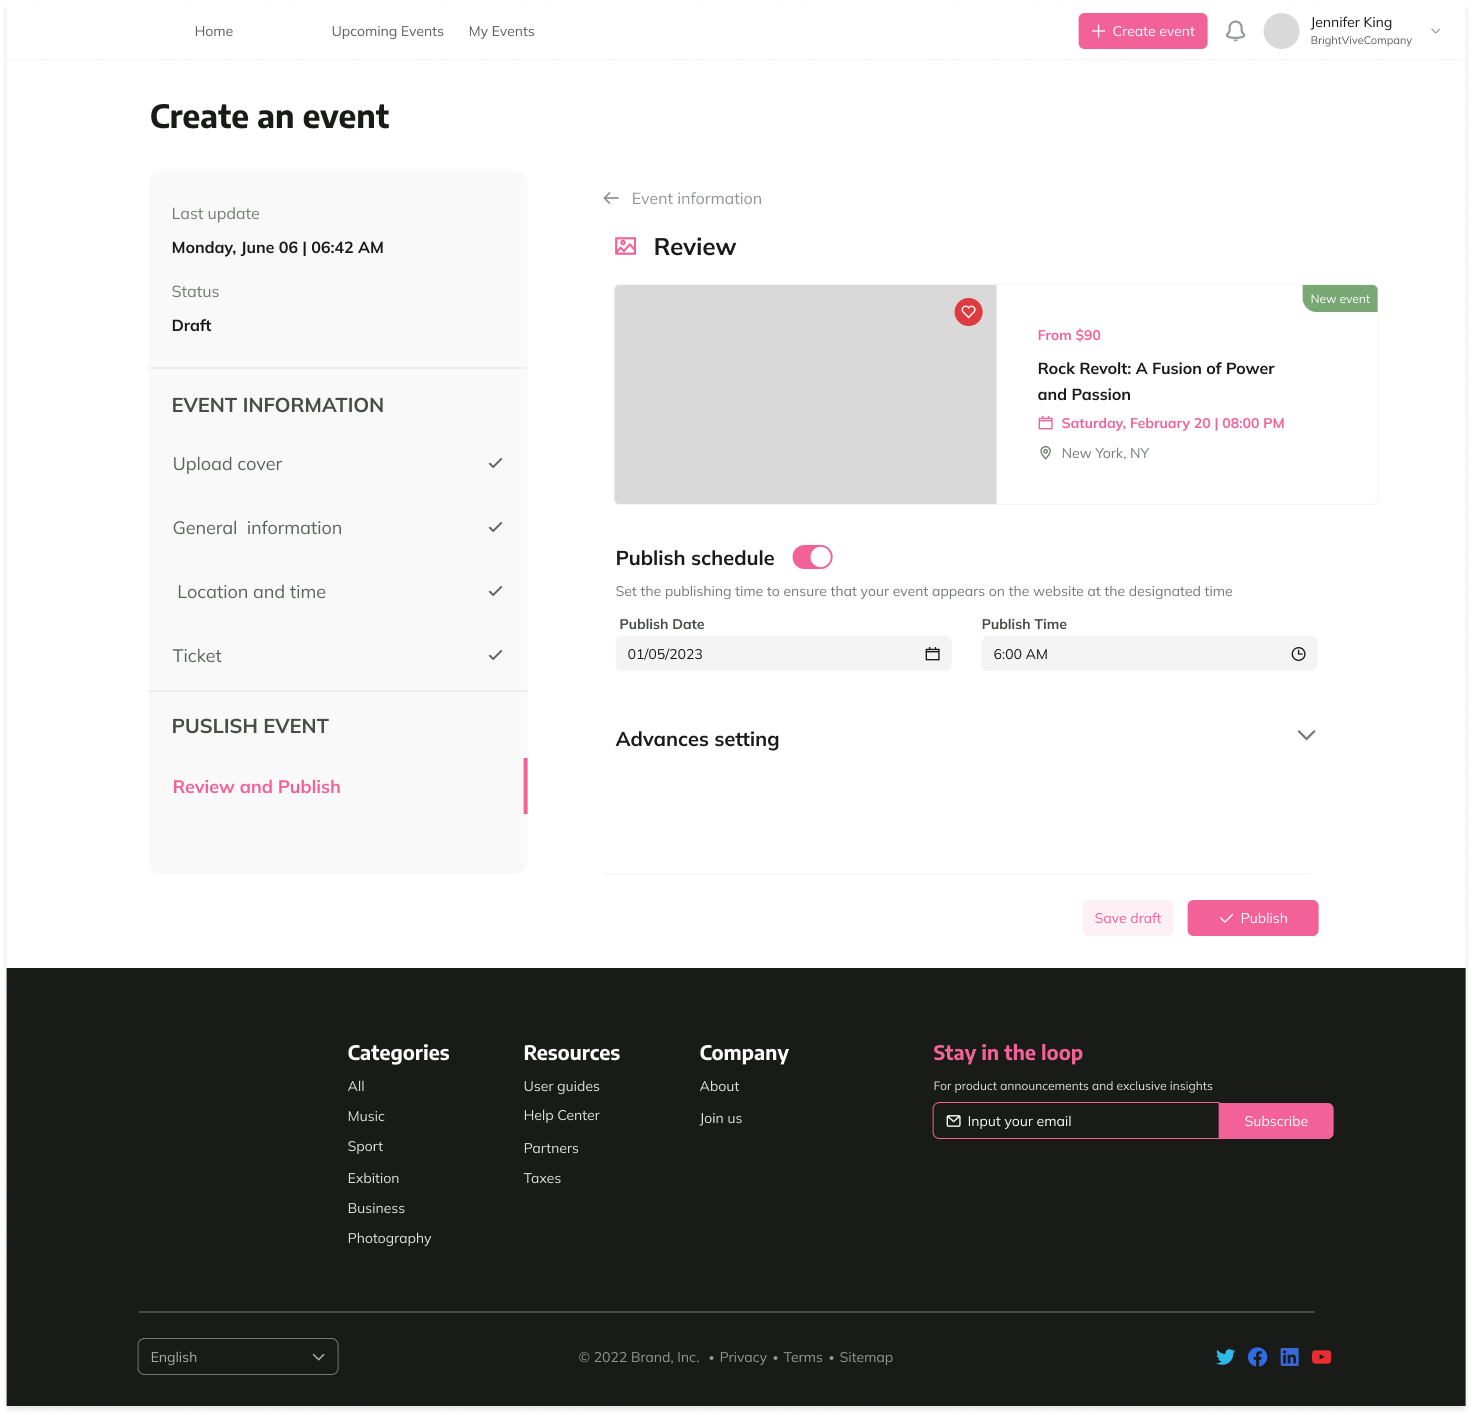 Home
Upcoming Events
My Events
Create event
Jennifer King
BrightViveCompany
Create an event
Last update
Monday, June 06 | 06:42 AM
Status
Draft
EVENT INFORMATION
Upload cover
General  information
Location and time
Ticket
PUSLISH EVENT
Review and Publish
Event information
Review
New event
From $90
Rock Revolt: A Fusion of Power
and Passion
Saturday, February 20 | 08:00 PM
New York, NY
Publish schedule
Set the publishing time to ensure that your event appears on the website at the designated time
Publish Date
01/05/2023
Publish Time
6:00 AM
Advances setting
Save draft
Publish
Categories
All
Music
Sport
Exbition
Business
Photography
Resources
User guides
Help Center
Partners
Taxes
Company
About
Join us
Stay in the loop
For product announcements and exclusive insights
Input your email
Subscribe
English
© 2022 Brand, Inc. • Privacy • Terms • Sitemap